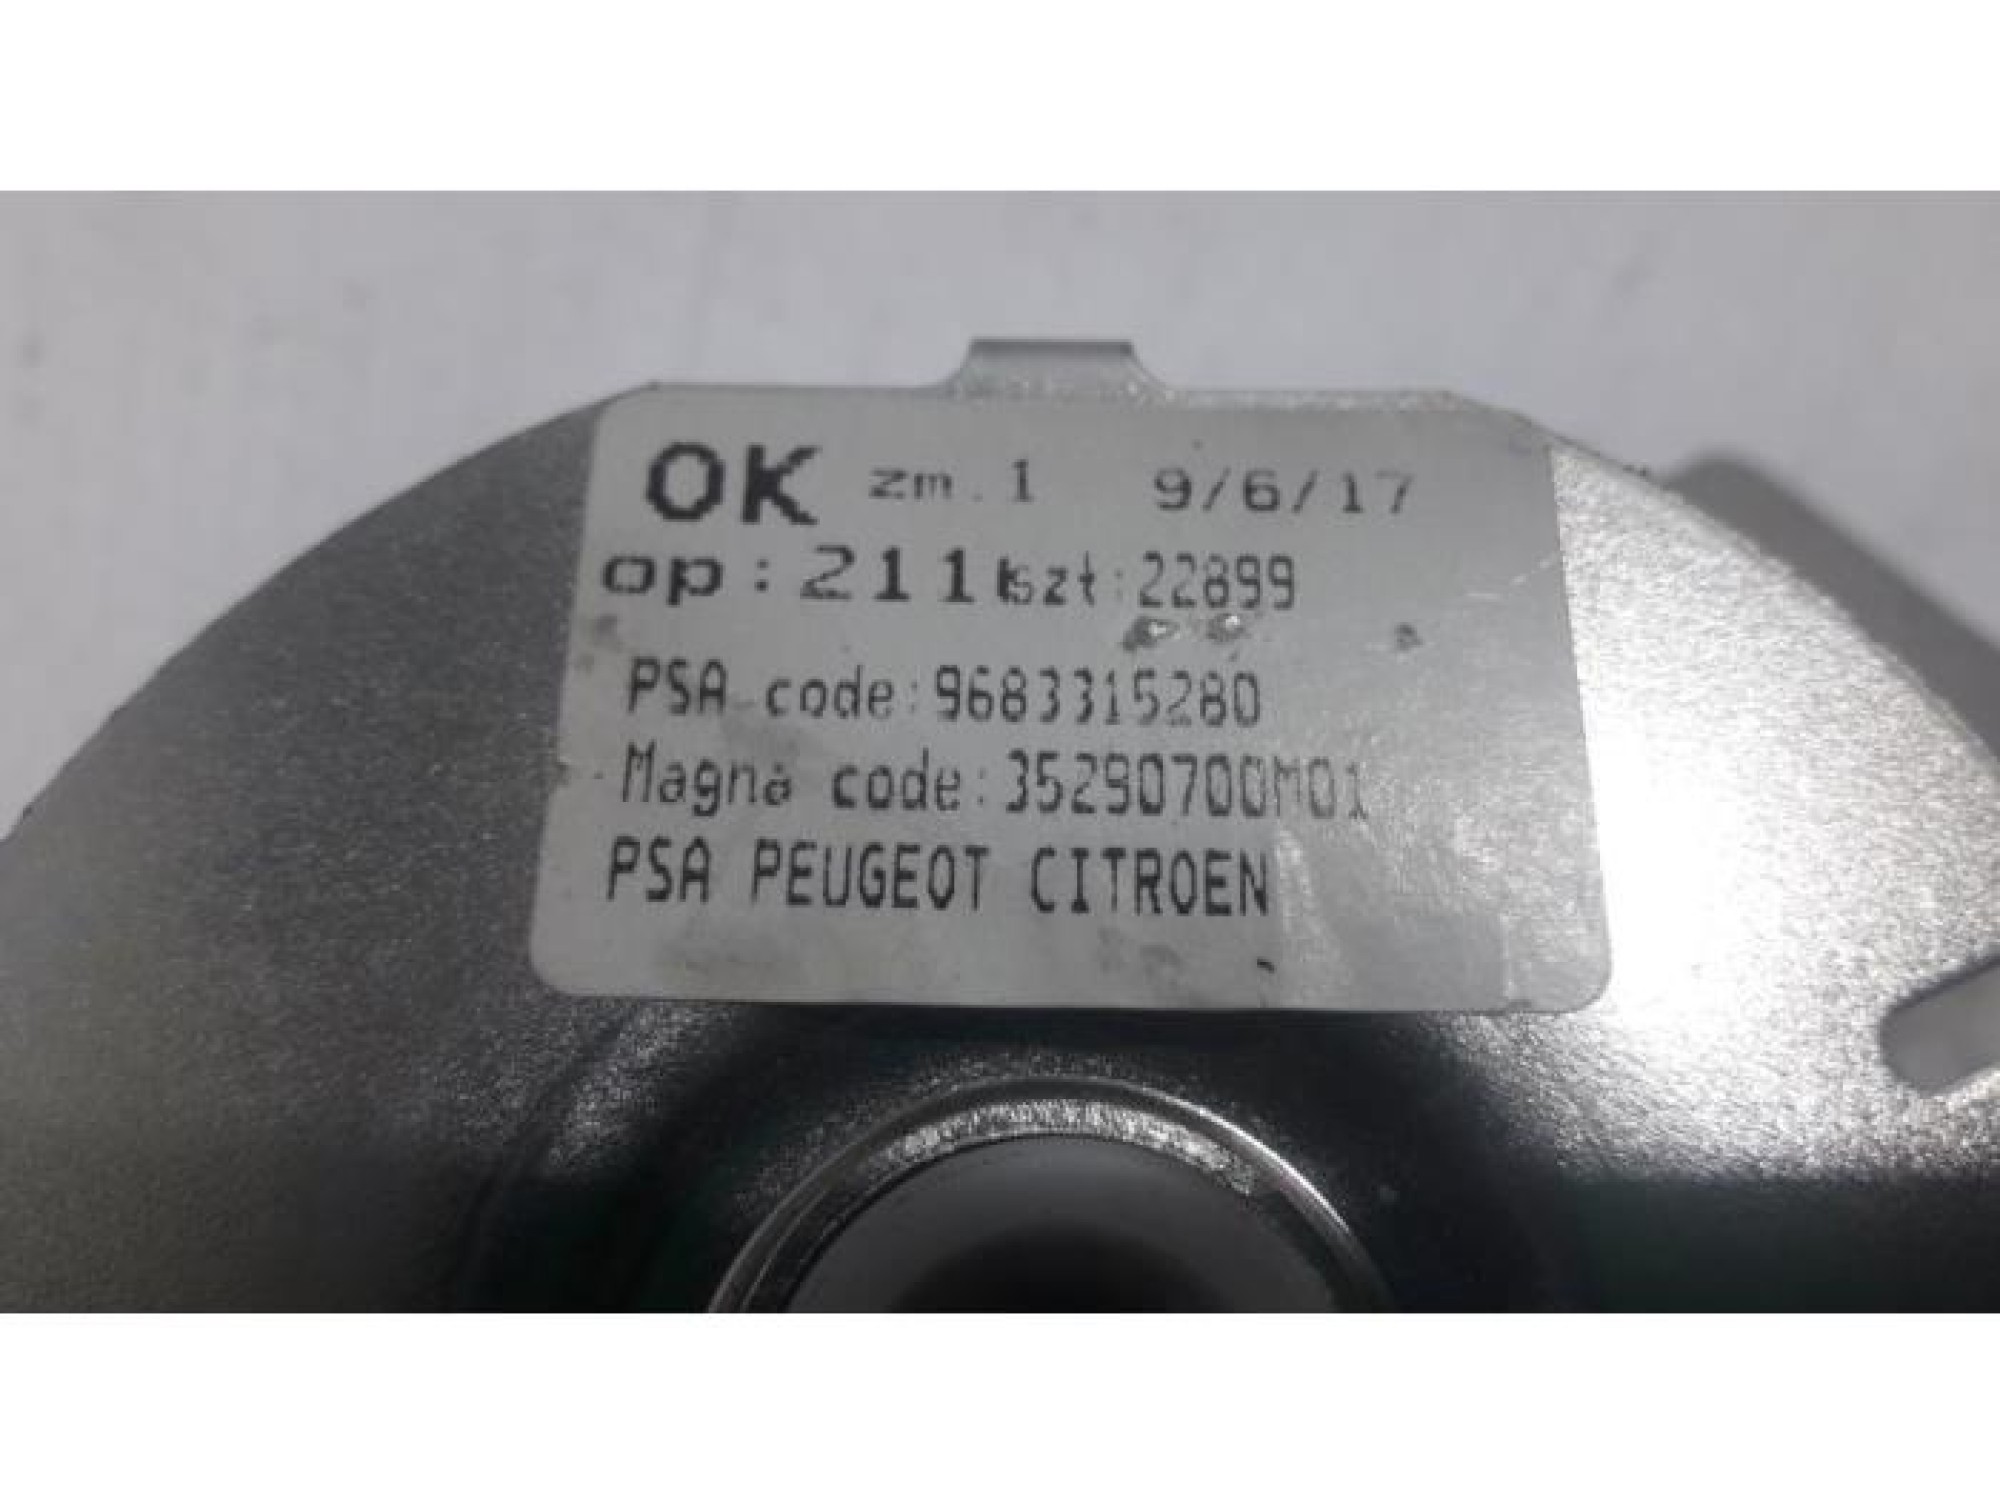 OK zm.1 9/6/17
op:211 szt:22899
PSA code:9683315280
Magna code:35290700M01
PSA PEUGEOT CITROEN